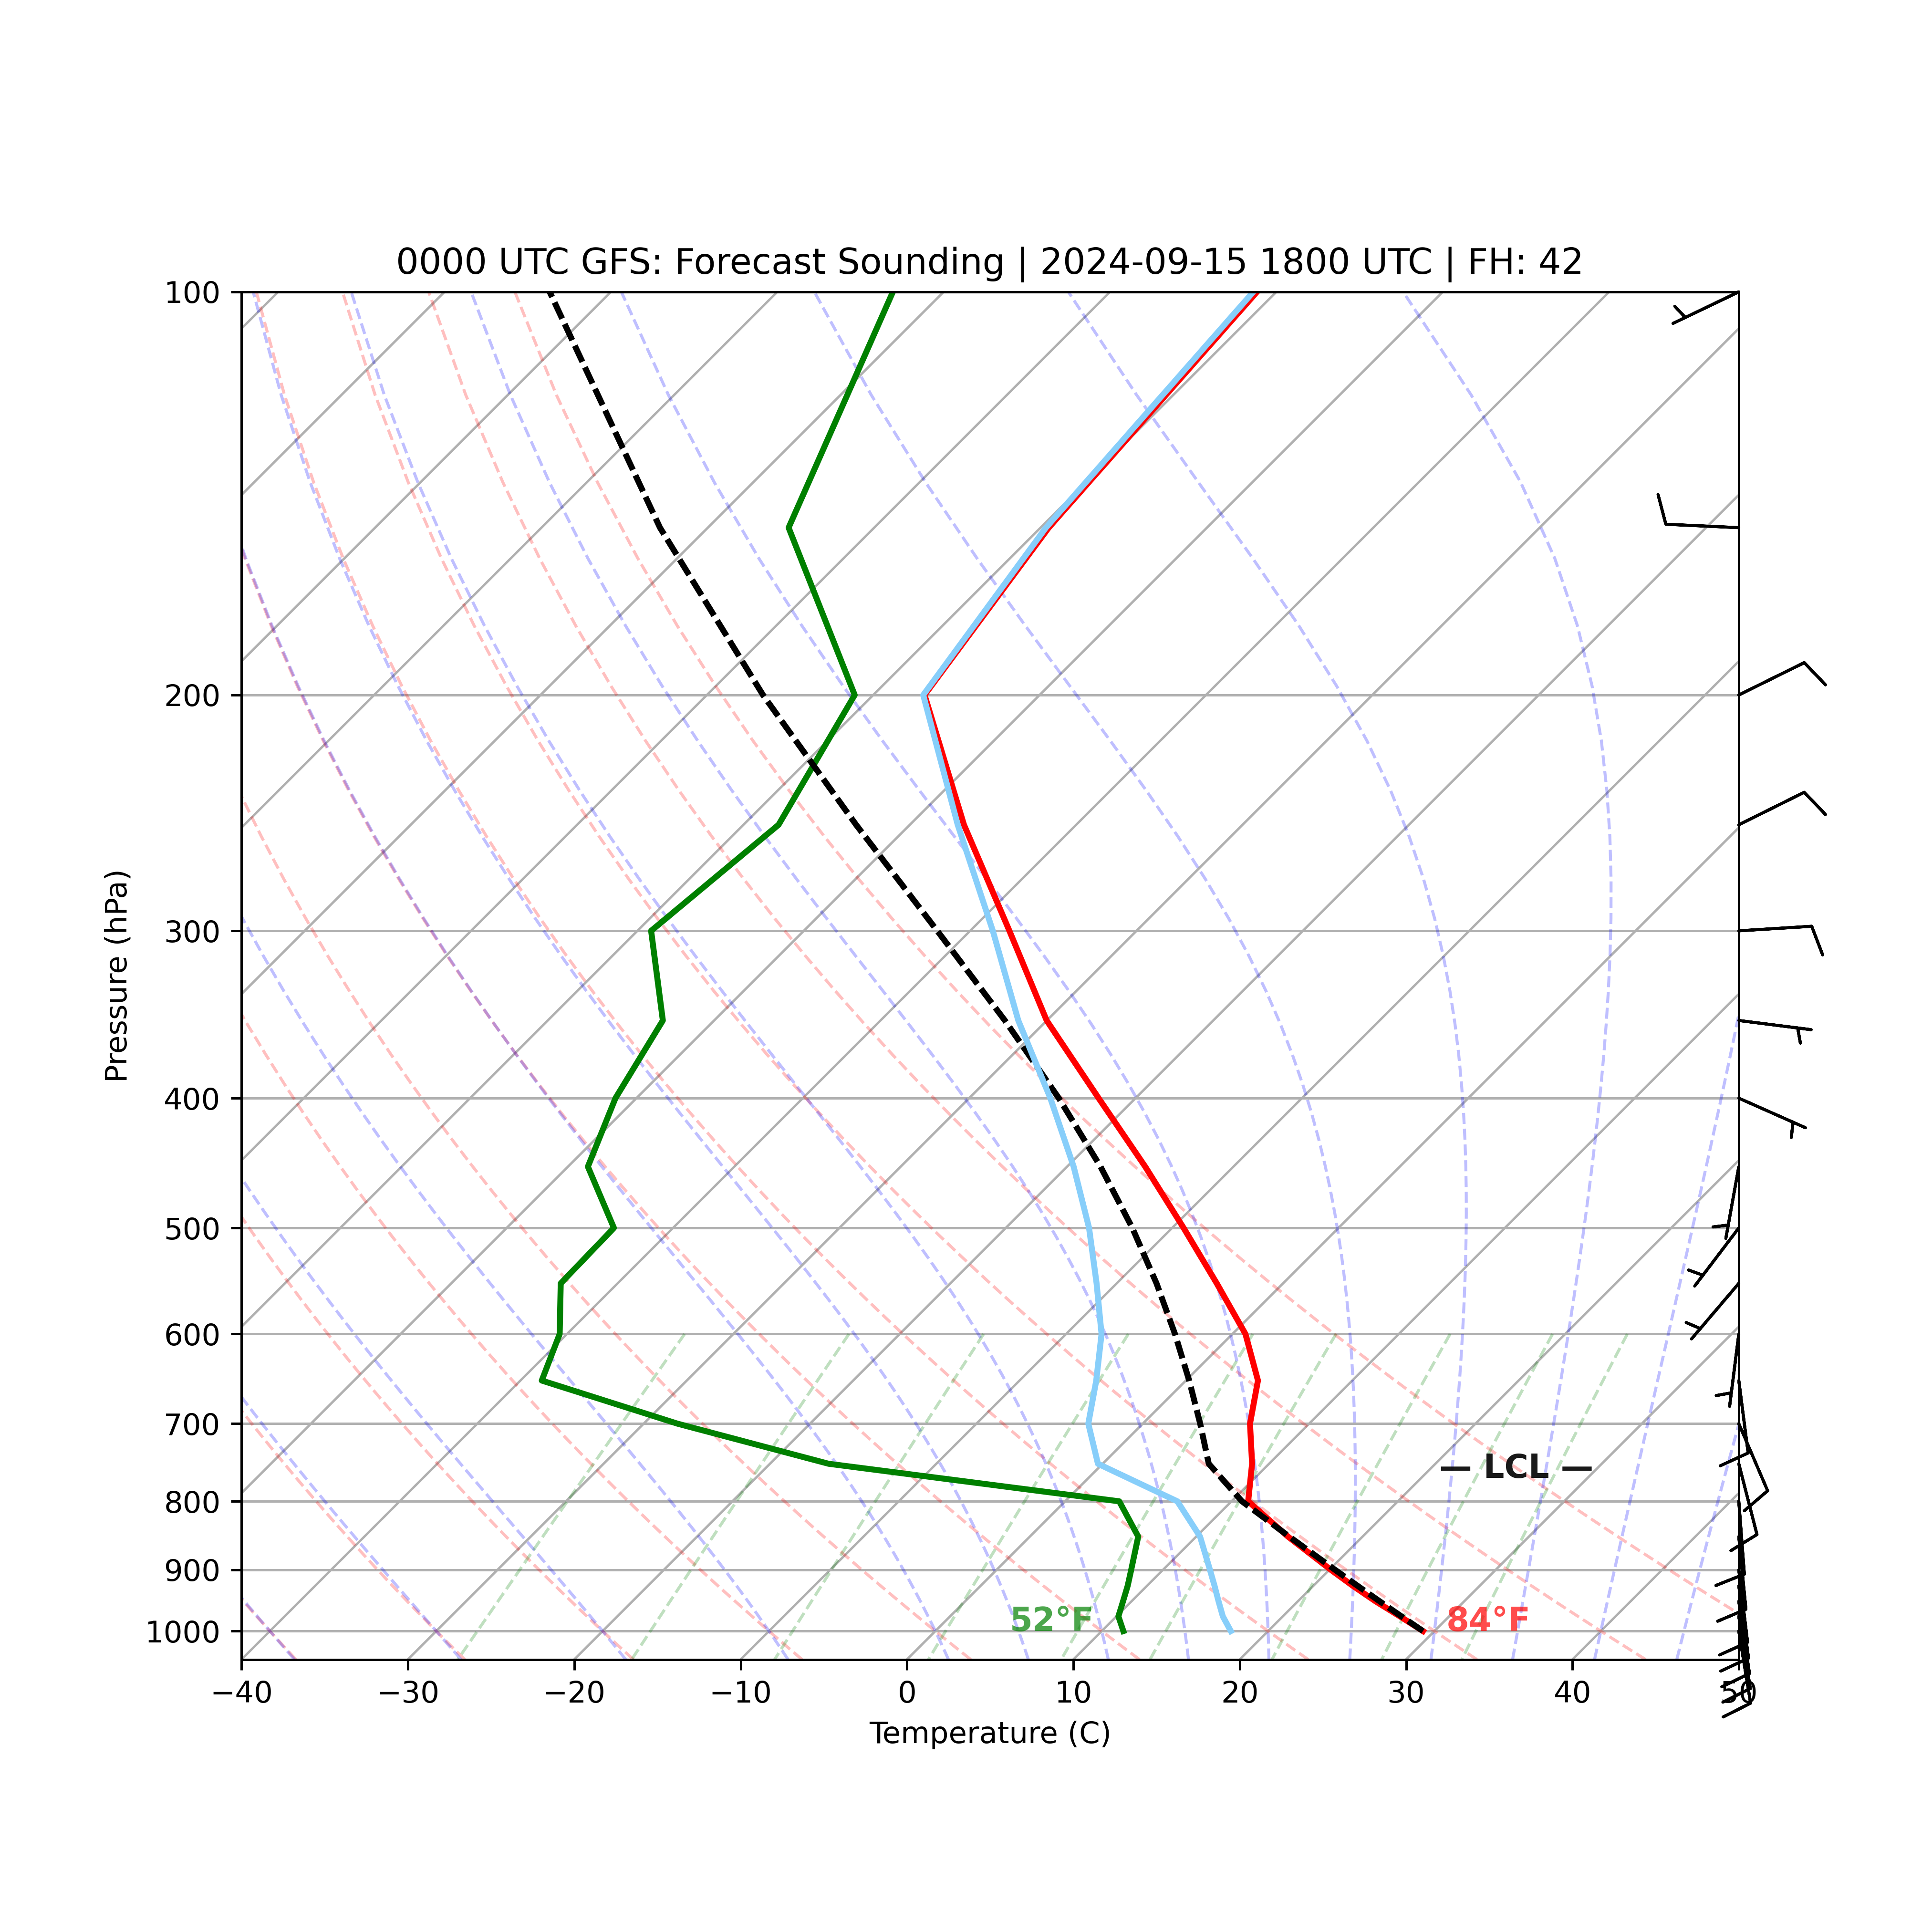 0000 UTC GFS: Forecast Sounding | 2024-09-15 1800 UTC | FH: 42
100
200
300
400
500
600
700
800
900
1000
Pressure (hPa)
— LCL —
52°F
84°F
−40 −30 −20 −10 0 10 20 30 40 50
Temperature (C)